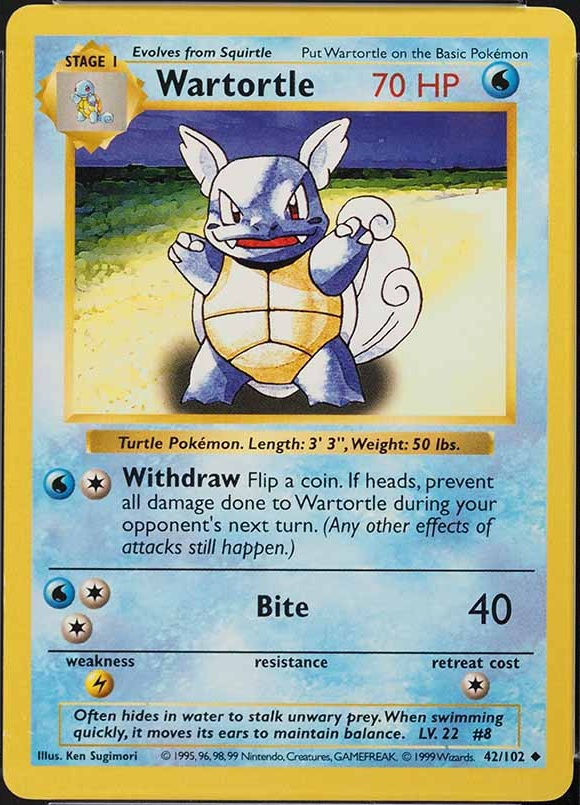 Evolves from Squirtle
Put Wartortle on the Basic Pokémon
STAGE 1
Wartortle
70 HP
Turtle Pokémon. Length: 3' 3", Weight: 50 lbs.
Withdraw Flip a coin. If heads, prevent
all damage done to Wartortle during your
opponent's next turn. (Any other effects of
attacks still happen.)
Bite
40
weakness
resistance
retreat cost
Often hides in water to stalk unwary prey. When swimming
quickly, it moves its ears to maintain balance. LV. 22 #8
Illus. Ken Sugimori
© 1995, 96, 98, 99 Nintendo, Creatures, GAMEFREAK. © 1999 Wizards.
42/102 ◆